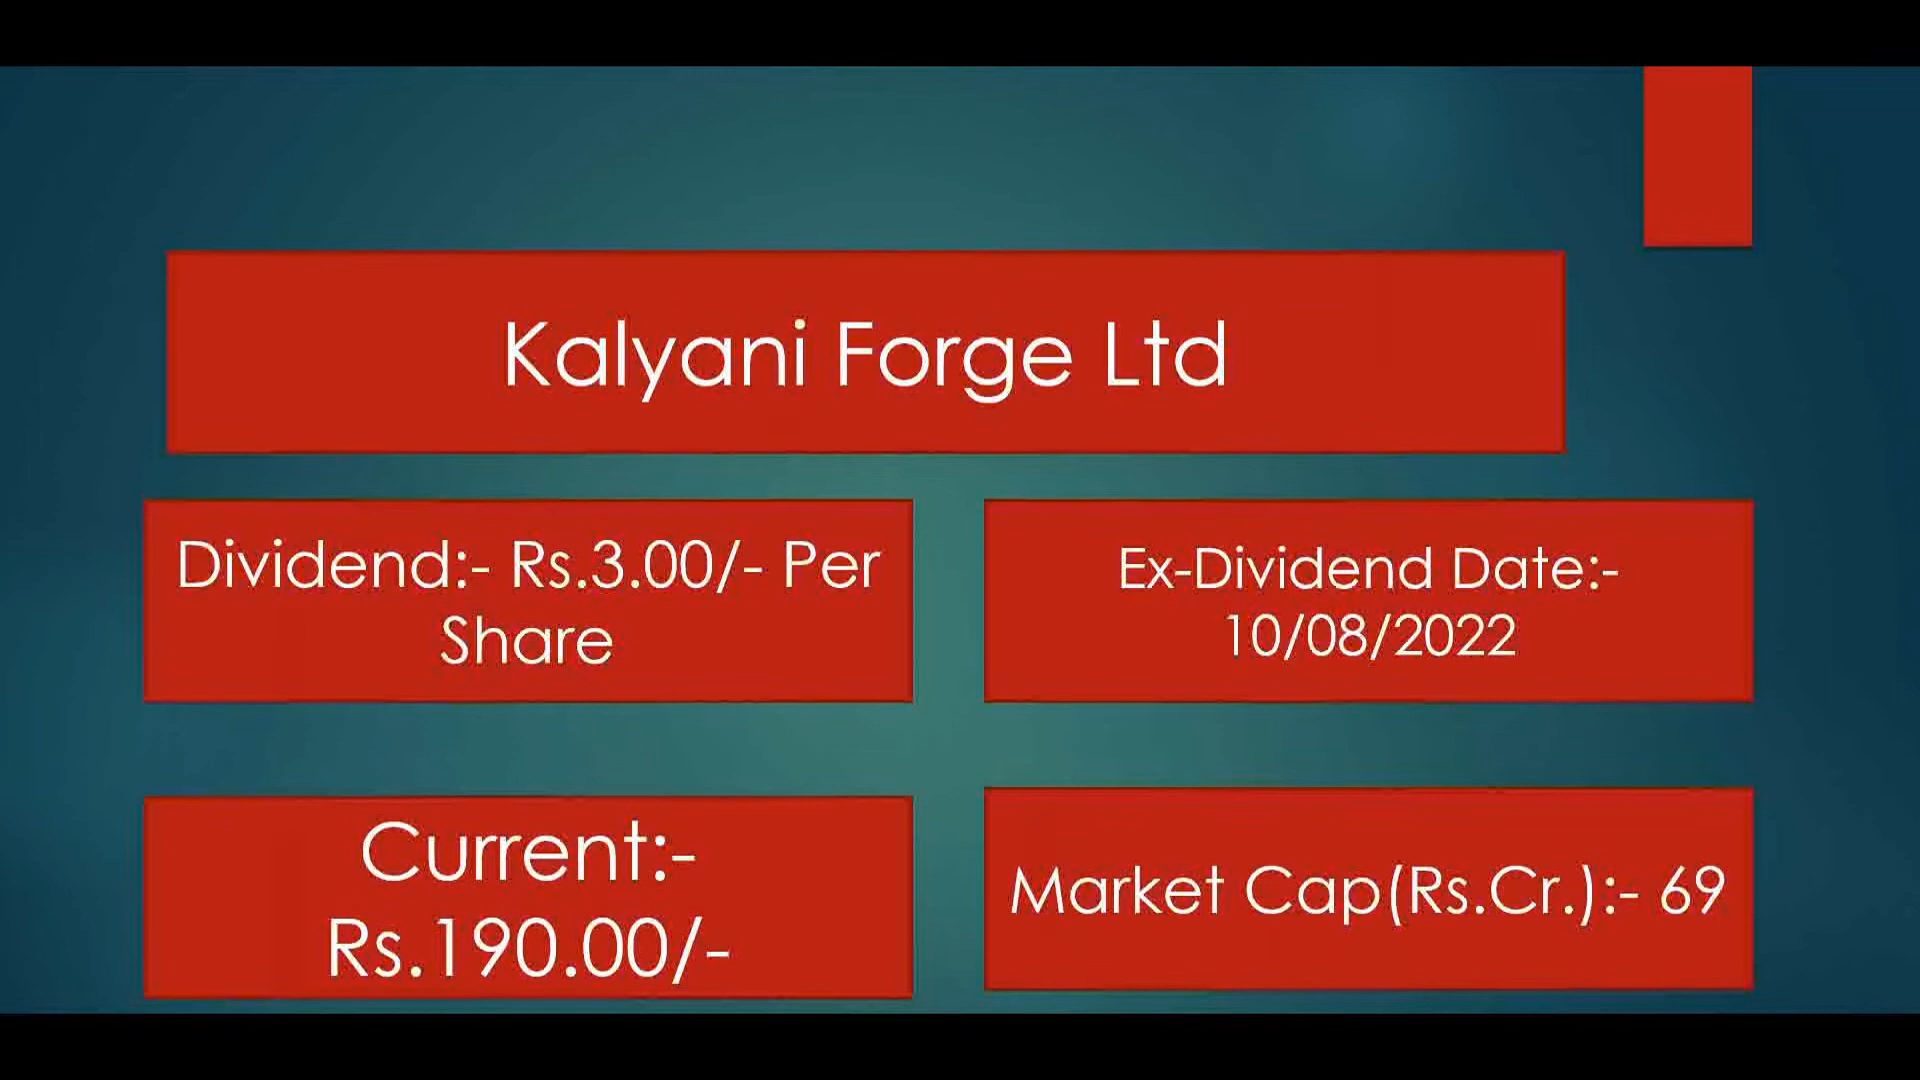 Kalyani Forge Ltd
Dividend:- Rs.3.00/- Per
Share
Ex-Dividend Date:-
10/08/2022
Current:-
Rs.190.00/-
Market Cap(Rs.Cr.):- 69